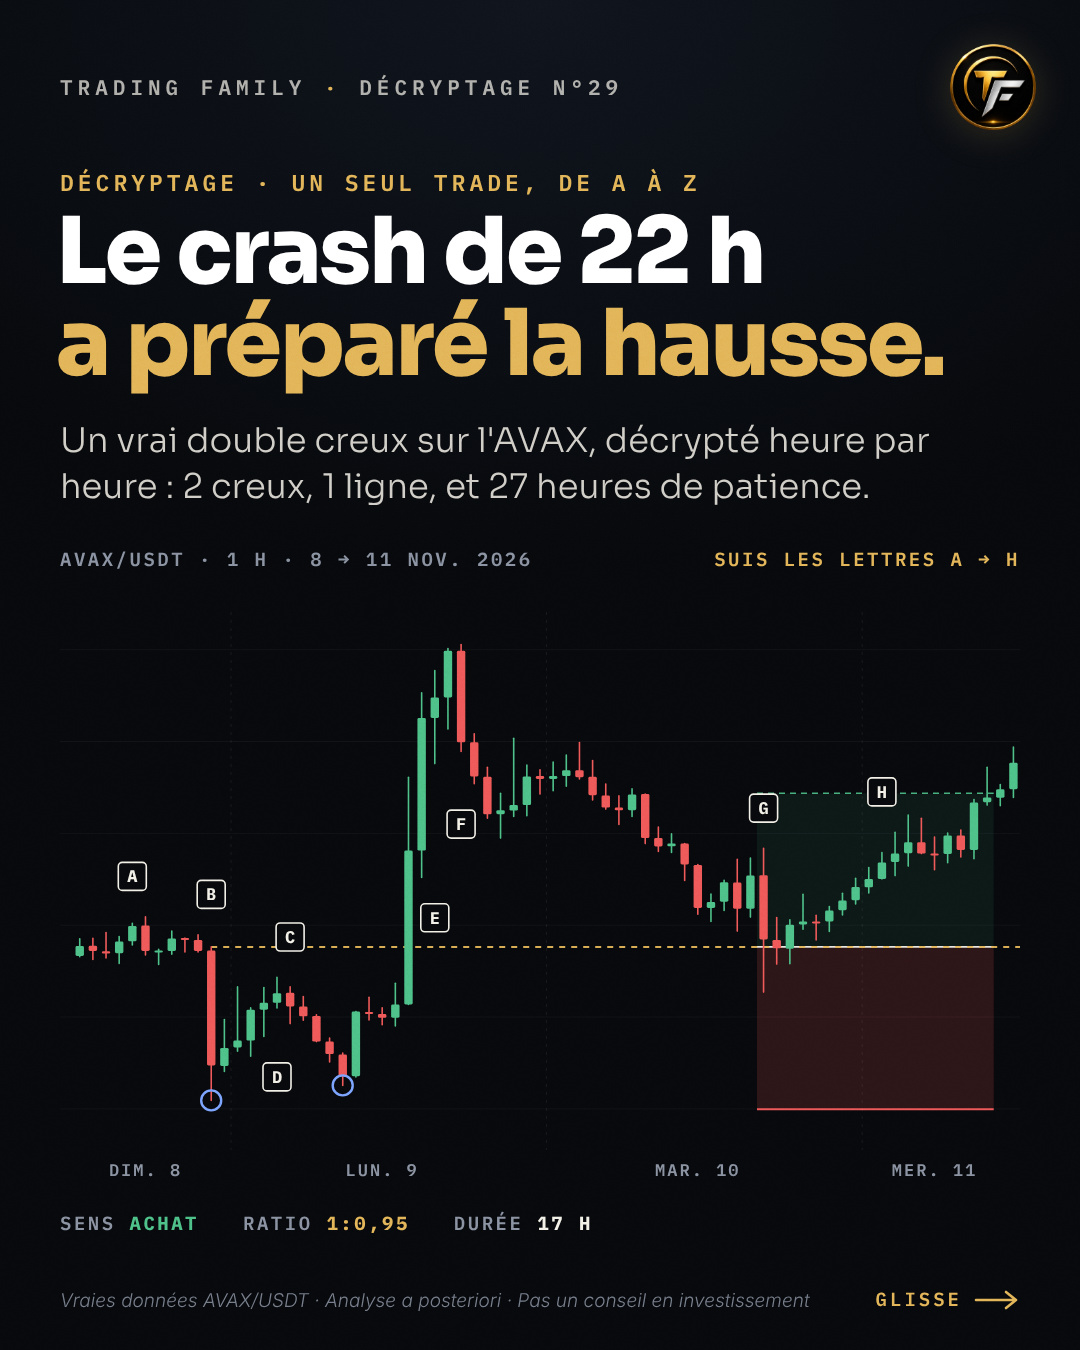 TRADING FAMILY · DÉCRYPTAGE N°29
TF
DÉCRYPTAGE · UN SEUL TRADE, DE A À Z
Le crash de 22 h
a préparé la hausse.
Un vrai double creux sur l'AVAX, décrypté heure par
heure : 2 creux, 1 ligne, et 27 heures de patience.
AVAX/USDT · 1 H · 8 → 11 NOV. 2026
SUIS LES LETTRES A → H
A
B
C
D
E
F
G
H
DIM. 8
LUN. 9
MAR. 10
MER. 11
SENS ACHAT
RATIO 1:0,95
DURÉE 17 H
Vraies données AVAX/USDT · Analyse a posteriori · Pas un conseil en investissement
GLISSE →